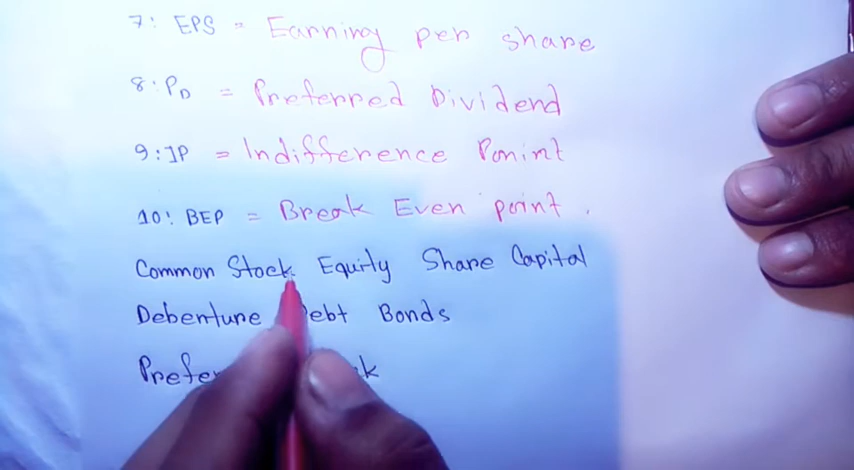 7: EPS = Earning per share
8: PD = Preferred Dividend
9: IP = Indifference Ponint
10: BEP = Break Even point.
Common Stock Equity Share Capital
Debenture Bonds